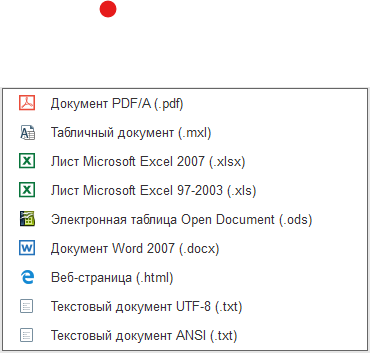 Документ PDF/A (.pdf)
Табличный документ (.mxl)
Лист Microsoft Excel 2007 (.xlsx)
Лист Microsoft Excel 97-2003 (.xls)
Электронная таблица Open Document (.ods)
Документ Word 2007 (.docx)
Веб-страница (.html)
Текстовый документ UTF-8 (.txt)
Текстовый документ ANSI (.txt)